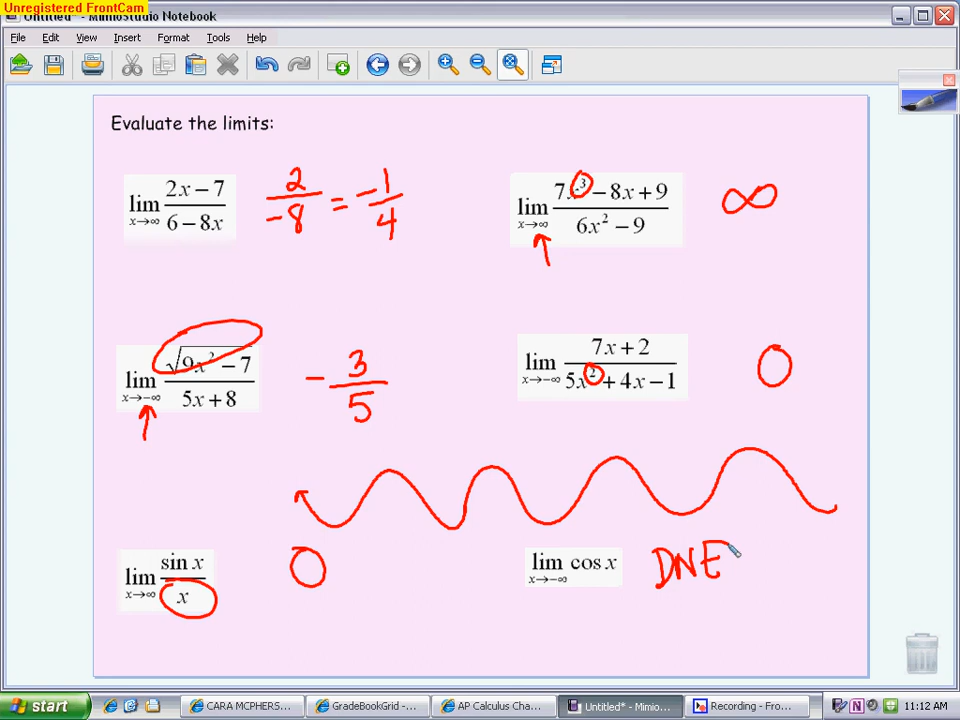 Unregistered FrontCam
Untitled* - MimioStudio Notebook
File Edit View Insert Format Tools Help
Evaluate the limits:
lim x→∞ (2x − 7)/(6 − 8x) 2/−8 = −1/4
lim x→∞ (7x³ − 8x + 9)/(6x² − 9) ∞
lim x→−∞ √(9x² − 7)/(5x + 8) −3/5
lim x→−∞ (7x + 2)/(5x² + 4x − 1) 0
lim x→∞ sin x/x 0
lim x→−∞ cos x DNE
start CARA MCPHERS... GradeBookGrid -... AP Calculus Cha... Untitled* - Mimio... Recording - Fro... 11:12 AM